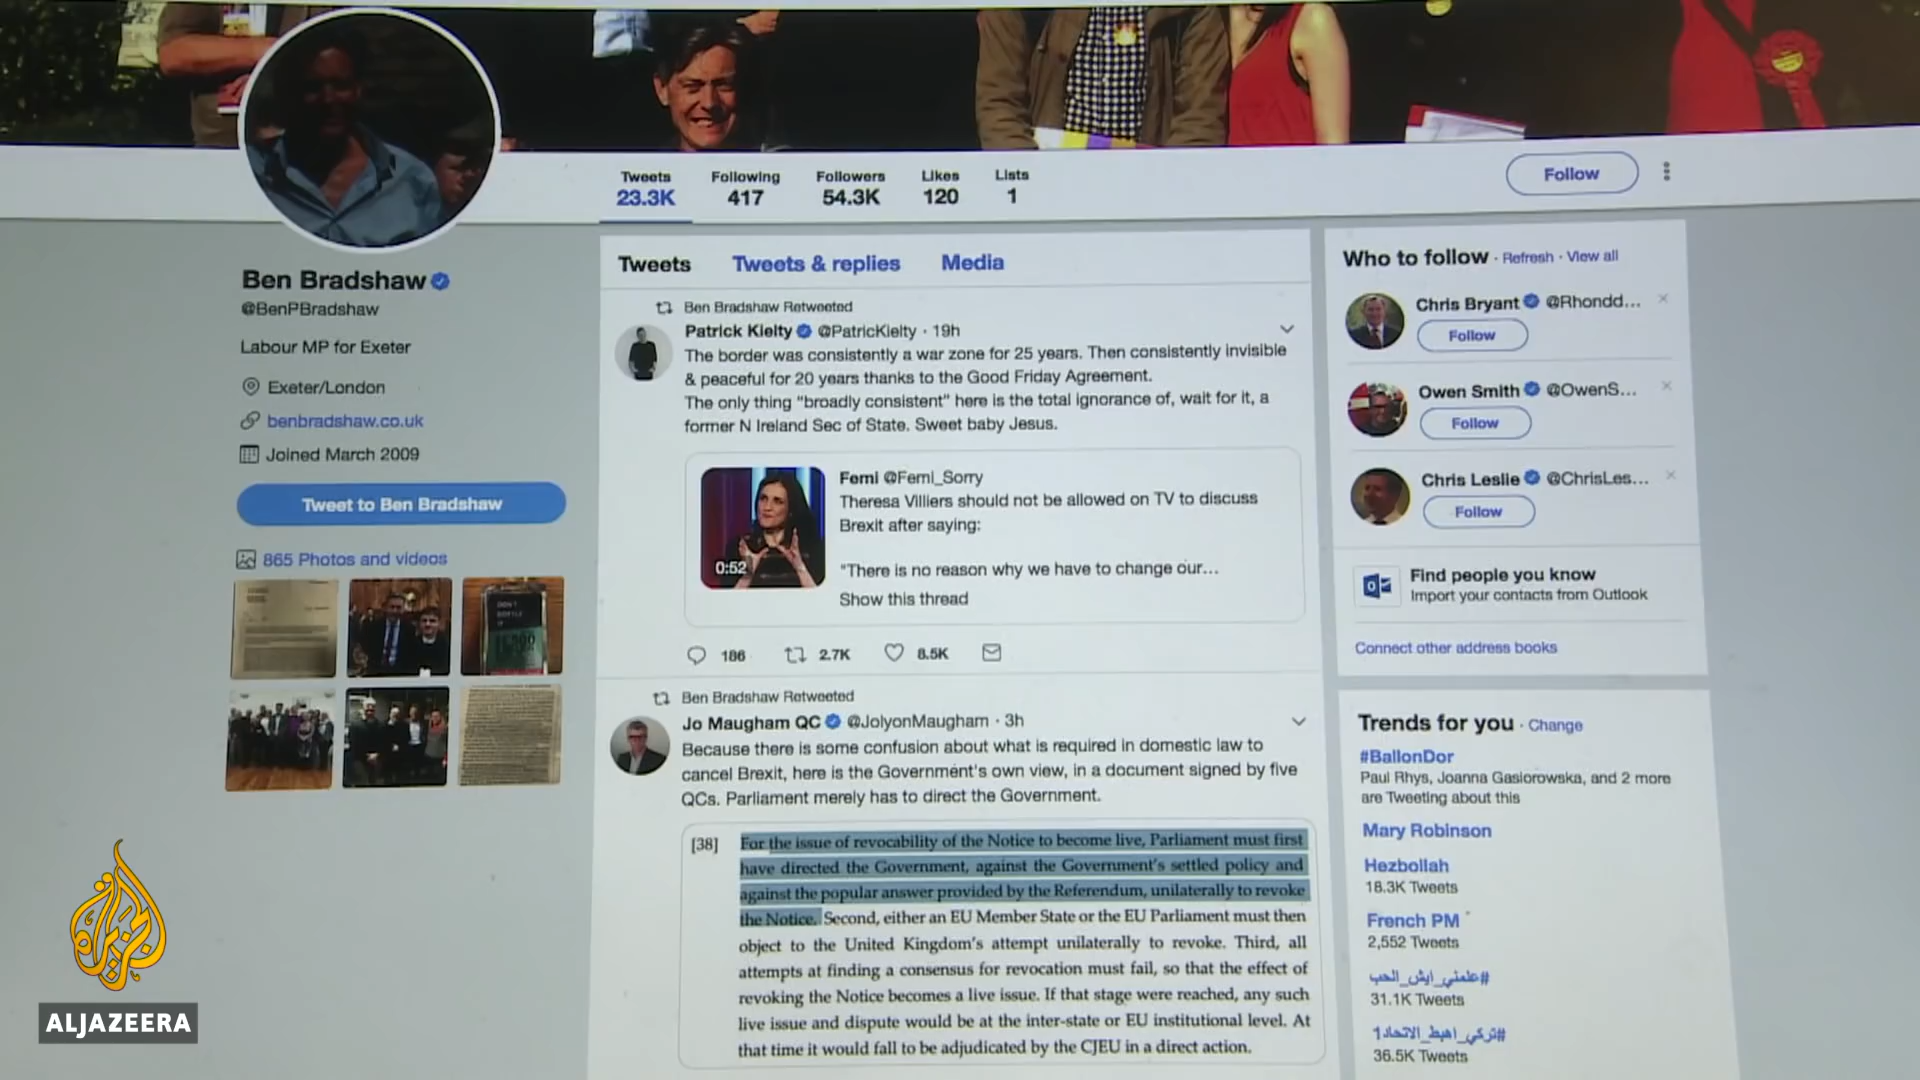 Tweets
23.3K
Following
417
Followers
54.3K
Likes
120
Lists
1
Follow
Ben Bradshaw
@BenPBradshaw
Labour MP for Exeter
Exeter/London
benbradshaw.co.uk
Joined March 2009
Tweet to Ben Bradshaw
865 Photos and videos
Tweets
Tweets & replies
Media
Ben Bradshaw Retweeted
Patrick Kielty @PatricKielty · 19h
The border was consistently a war zone for 25 years. Then consistently invisible
& peaceful for 20 years thanks to the Good Friday Agreement.
The only thing "broadly consistent" here is the total ignorance of, wait for it, a
former N Ireland Sec of State. Sweet baby Jesus.
0:52
Femi @Femi_Sorry
Theresa Villiers should not be allowed on TV to discuss
Brexit after saying:
"There is no reason why we have to change our...
Show this thread
186
2.7K
8.5K
Ben Bradshaw Retweeted
Jo Maugham QC @JolyonMaugham · 3h
Because there is some confusion about what is required in domestic law to
cancel Brexit, here is the Government's own view, in a document signed by five
QCs. Parliament merely has to direct the Government.
[38] For the issue of revocability of the Notice to become live, Parliament must first
have directed the Government, against the Government's settled policy and
against the popular answer provided by the Referendum, unilaterally to revoke
the Notice. Second, either an EU Member State or the EU Parliament must then
object to the United Kingdom's attempt unilaterally to revoke. Third, all
attempts at finding a consensus for revocation must fail, so that the effect of
revoking the Notice becomes a live issue. If that stage were reached, any such
live issue and dispute would be at the inter-state or EU institutional level. At
that time it would fall to be adjudicated by the CJEU in a direct action.
Who to follow · Refresh · View all
Chris Bryant @Rhondd...
Follow
Owen Smith @OwenS...
Follow
Chris Leslie @ChrisLes...
Follow
Find people you know
Import your contacts from Outlook
Connect other address books
Trends for you · Change
#BallonDor
Paul Rhys, Joanna Gasiorowska, and 2 more
are Tweeting about this
Mary Robinson
Hezbollah
18.3K Tweets
French PM
2,552 Tweets
#علمني_ايش_الحب
31.1K Tweets
#تركي_اهبط_الاتحاد1
36.5K Tweets
الجزيرة
ALJAZEERA